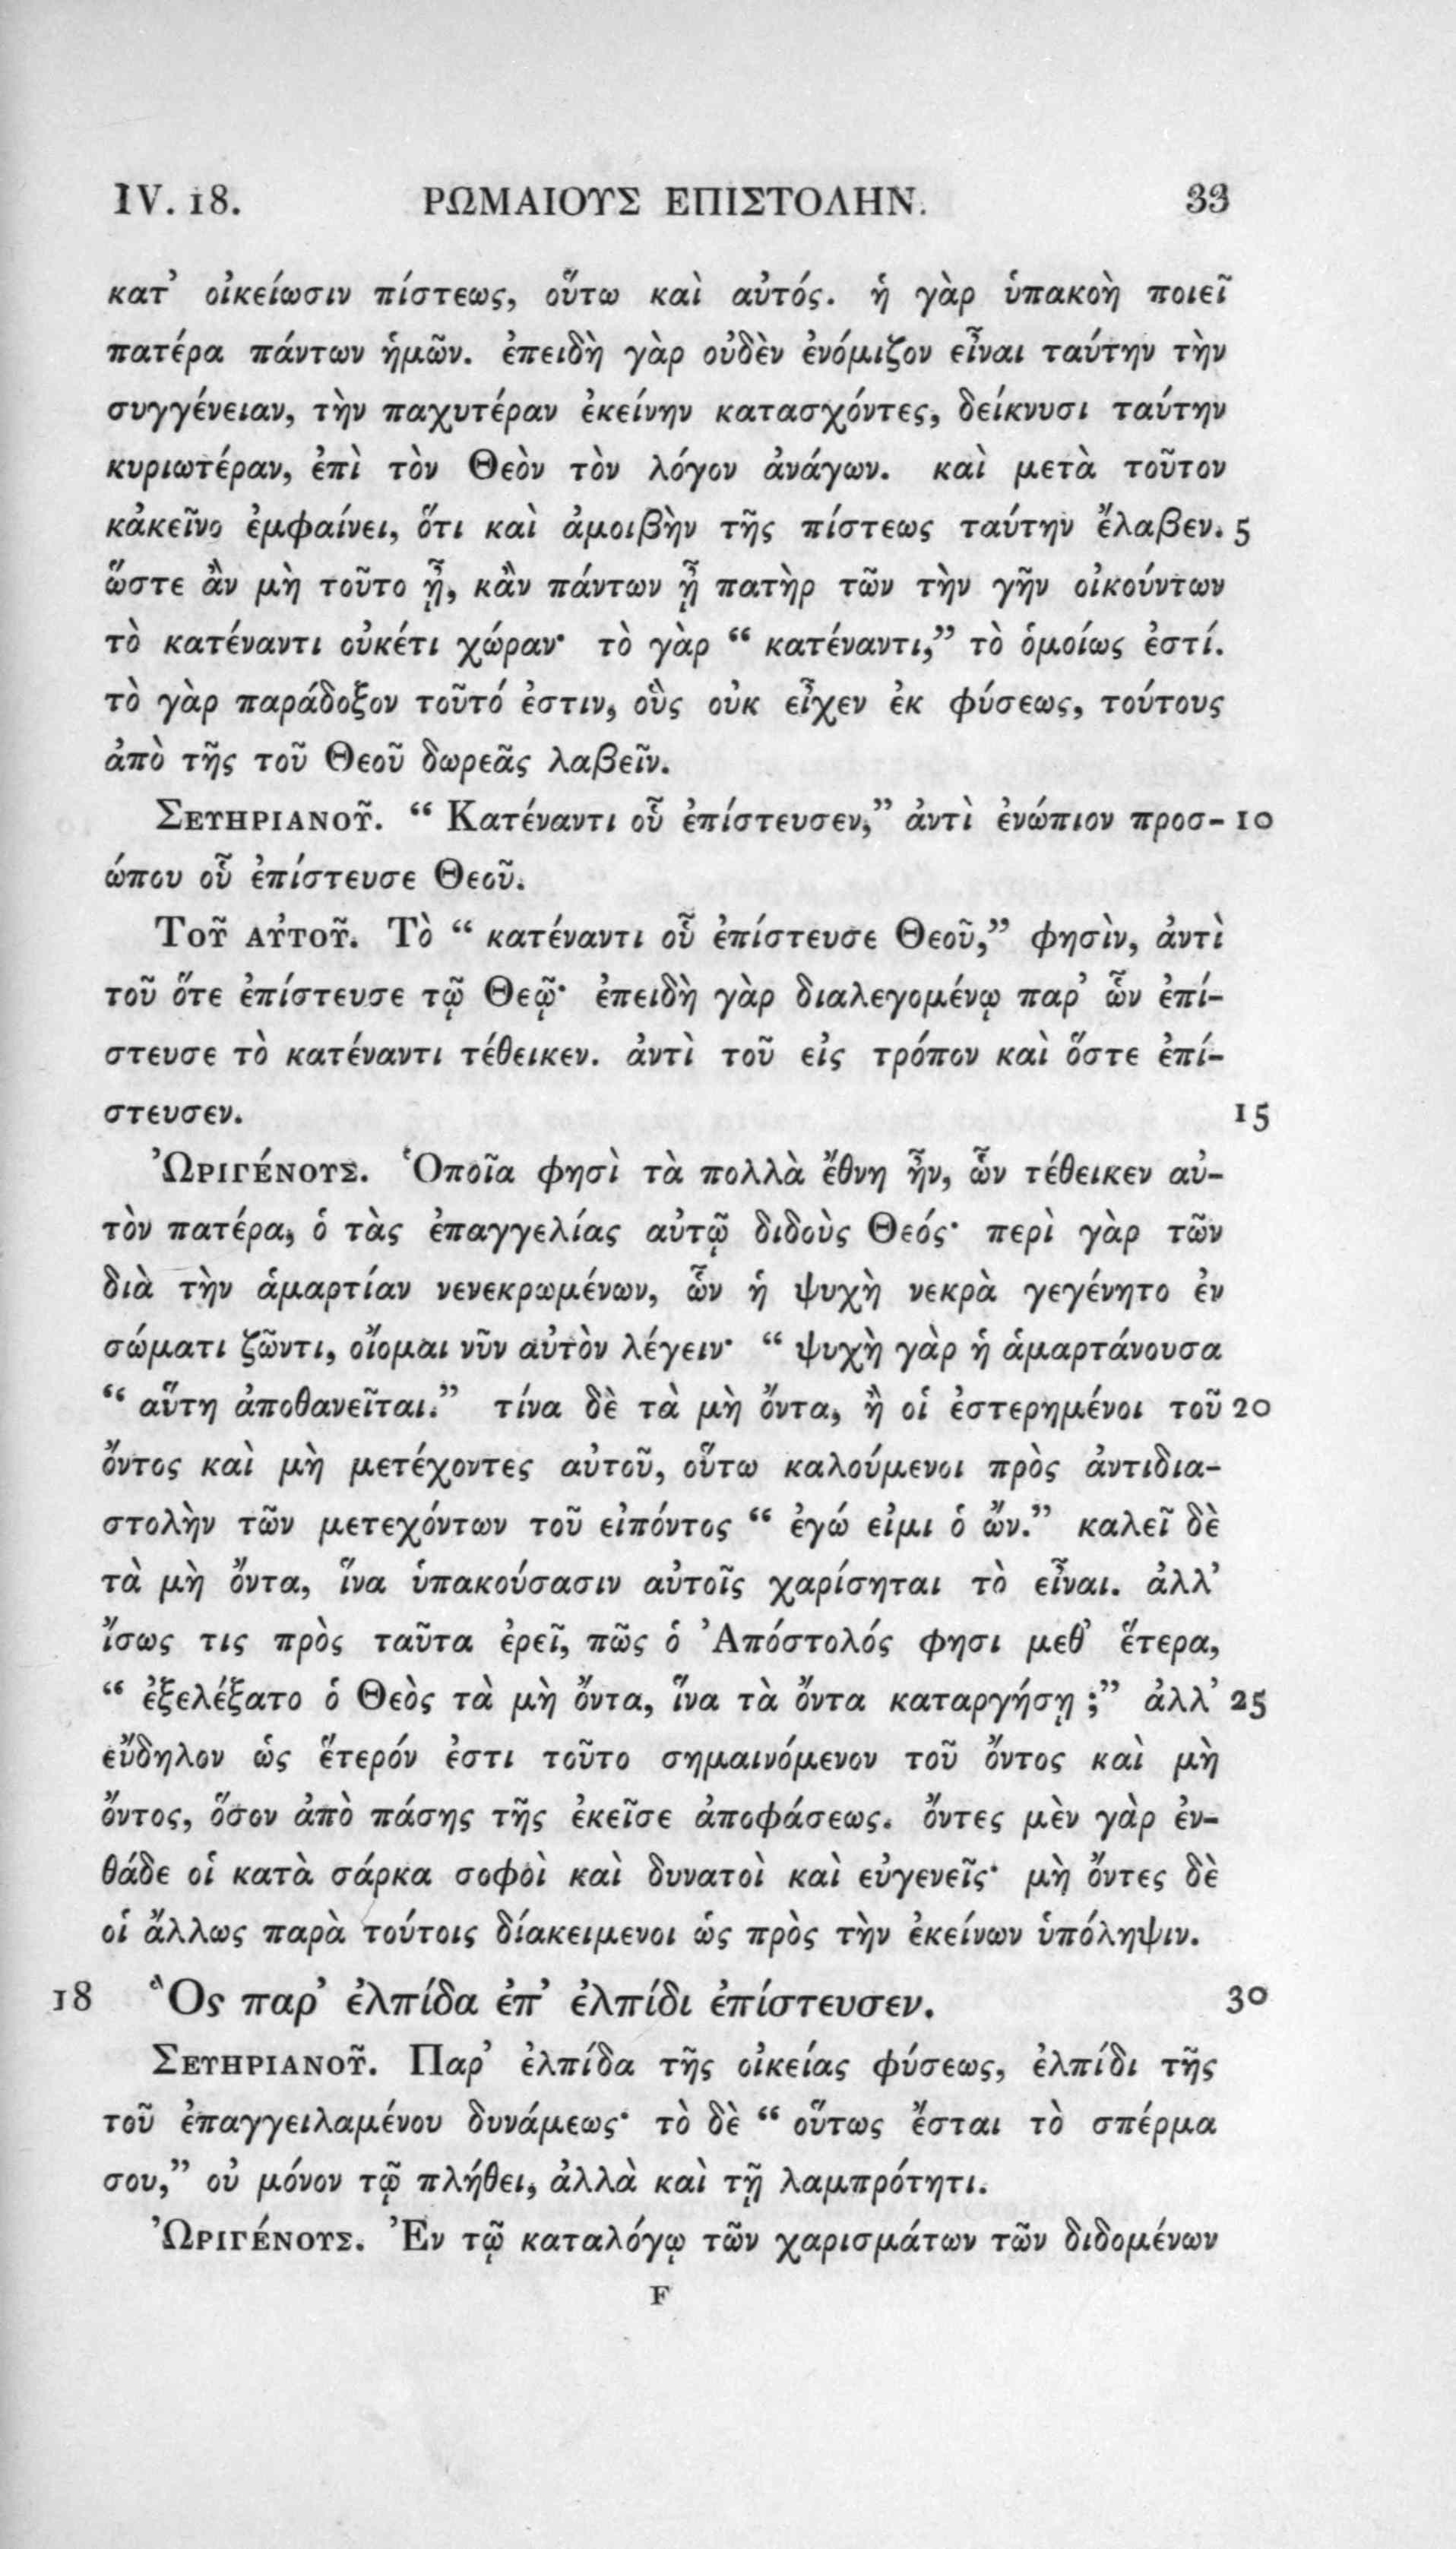 IV. 18. ΡΩΜΑΙΟΥΣ ΕΠΙΣΤΟΛΗΝ. 33
κατ’ οἰκείωσιν πίστεως, οὕτω καὶ αὐτός. ἡ γὰρ ὑπακοὴ ποιεῖ
πατέρα πάντων ἡμῶν. ἐπειδὴ γὰρ οὐδὲν ἐνόμιζον εἶναι ταύτην τὴν
συγγένειαν, τὴν παχυτέραν ἐκείνην κατασχόντες, δείκνυσι ταύτην
κυριωτέραν, ἐπὶ τὸν Θεὸν τὸν λόγον ἀνάγων. καὶ μετὰ τοῦτον
κἀκεῖνο ἐμφαίνει, ὅτι καὶ ἀμοιβὴν τῆς πίστεως ταύτην ἔλαβεν. 5
ὥστε ἂν μὴ τοῦτο ᾖ, κἂν πάντων ᾖ πατὴρ τῶν τὴν γῆν οἰκούντων
τὸ κατέναντι οὐκέτι χώραν· τὸ γὰρ “ κατέναντι,” τὸ ὁμοίως ἐστί.
τὸ γὰρ παράδοξον τοῦτό ἐστιν, οὓς οὐκ εἶχεν ἐκ φύσεως, τούτους
ἀπὸ τῆς τοῦ Θεοῦ δωρεᾶς λαβεῖν.
Σευηριανοῦ. “ Κατέναντι οὗ ἐπίστευσεν,” ἀντὶ ἐνώπιον προσ- 10
ώπου οὗ ἐπίστευσε Θεοῦ.
Τοῦ αὐτοῦ. Τὸ “ κατέναντι οὗ ἐπίστευσε Θεοῦ,” φησὶν, ἀντὶ
τοῦ ὅτε ἐπίστευσε τῷ Θεῷ· ἐπειδὴ γὰρ διαλεγομένῳ παρ’ ὧν ἐπί-
στευσε τὸ κατέναντι τέθεικεν. ἀντὶ τοῦ εἰς τρόπον καὶ ὅστε ἐπί-
στευσεν. 15
Ὠριγένους. Ὁποῖα φησὶ τὰ πολλὰ ἔθνη ἦν, ὧν τέθεικεν αὐ-
τὸν πατέρα, ὁ τὰς ἐπαγγελίας αὐτῷ διδοὺς Θεός· περὶ γὰρ τῶν
διὰ τὴν ἁμαρτίαν νενεκρωμένων, ὧν ἡ ψυχὴ νεκρὰ γεγένητο ἐν
σώματι ζῶντι, οἴομαι νῦν αὐτὸν λέγειν· “ ψυχὴ γὰρ ἡ ἁμαρτάνουσα
“ αὕτη ἀποθανεῖται.” τίνα δὲ τὰ μὴ ὄντα, ἢ οἱ ἐστερημένοι τοῦ 20
ὄντος καὶ μὴ μετέχοντες αὐτοῦ, οὕτω καλούμενοι πρὸς ἀντιδια-
στολὴν τῶν μετεχόντων τοῦ εἰπόντος “ ἐγώ εἰμι ὁ ὤν.” καλεῖ δὲ
τὰ μὴ ὄντα, ἵνα ὑπακούσασιν αὐτοῖς χαρίσηται τὸ εἶναι. ἀλλ’
ἴσως τις πρὸς ταῦτα ἐρεῖ, πῶς ὁ Ἀπόστολός φησι μεθ’ ἕτερα,
“ ἐξελέξατο ὁ Θεὸς τὰ μὴ ὄντα, ἵνα τὰ ὄντα καταργήσῃ ;” ἀλλ’ 25
εὔδηλον ὡς ἕτερόν ἐστι τοῦτο σημαινόμενον τοῦ ὄντος καὶ μὴ
ὄντος, ὅσον ἀπὸ πάσης τῆς ἐκεῖσε ἀποφάσεως. ὄντες μὲν γὰρ ἐν-
θάδε οἱ κατὰ σάρκα σοφοὶ καὶ δυνατοὶ καὶ εὐγενεῖς· μὴ ὄντες δὲ
οἱ ἄλλως παρὰ τούτοις δίακειμενοι ὡς πρὸς τὴν ἐκείνων ὑπόληψιν.
18 Ὃς παρ’ ἐλπίδα ἐπ’ ἐλπίδι ἐπίστευσεν. 30
Σευηριανοῦ. Παρ’ ἐλπίδα τῆς οἰκείας φύσεως, ἐλπίδι τῆς
τοῦ ἐπαγγειλαμένου δυνάμεως· τὸ δὲ “ οὕτως ἔσται τὸ σπέρμα
σου,” οὐ μόνον τῷ πλήθει, ἀλλὰ καὶ τῇ λαμπρότητι.
Ὠριγένους. Ἐν τῷ καταλόγῳ τῶν χαρισμάτων τῶν διδομένων
F